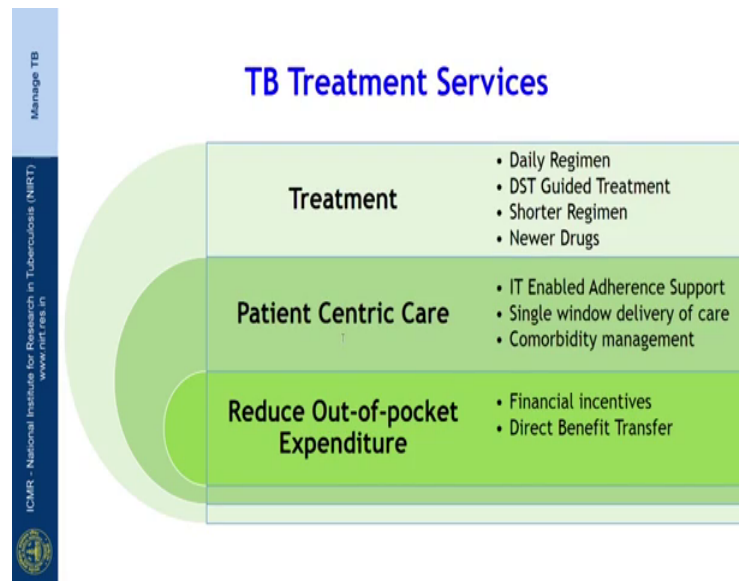 Manage TB
ICMR - National Institute for Research in Tuberculosis (NIRT)
www.nirt.res.in
TB Treatment Services
Treatment
• Daily Regimen
• DST Guided Treatment
• Shorter Regimen
• Newer Drugs
Patient Centric Care
• IT Enabled Adherence Support
• Single window delivery of care
• Comorbidity management
Reduce Out-of-pocket
Expenditure
• Financial incentives
• Direct Benefit Transfer